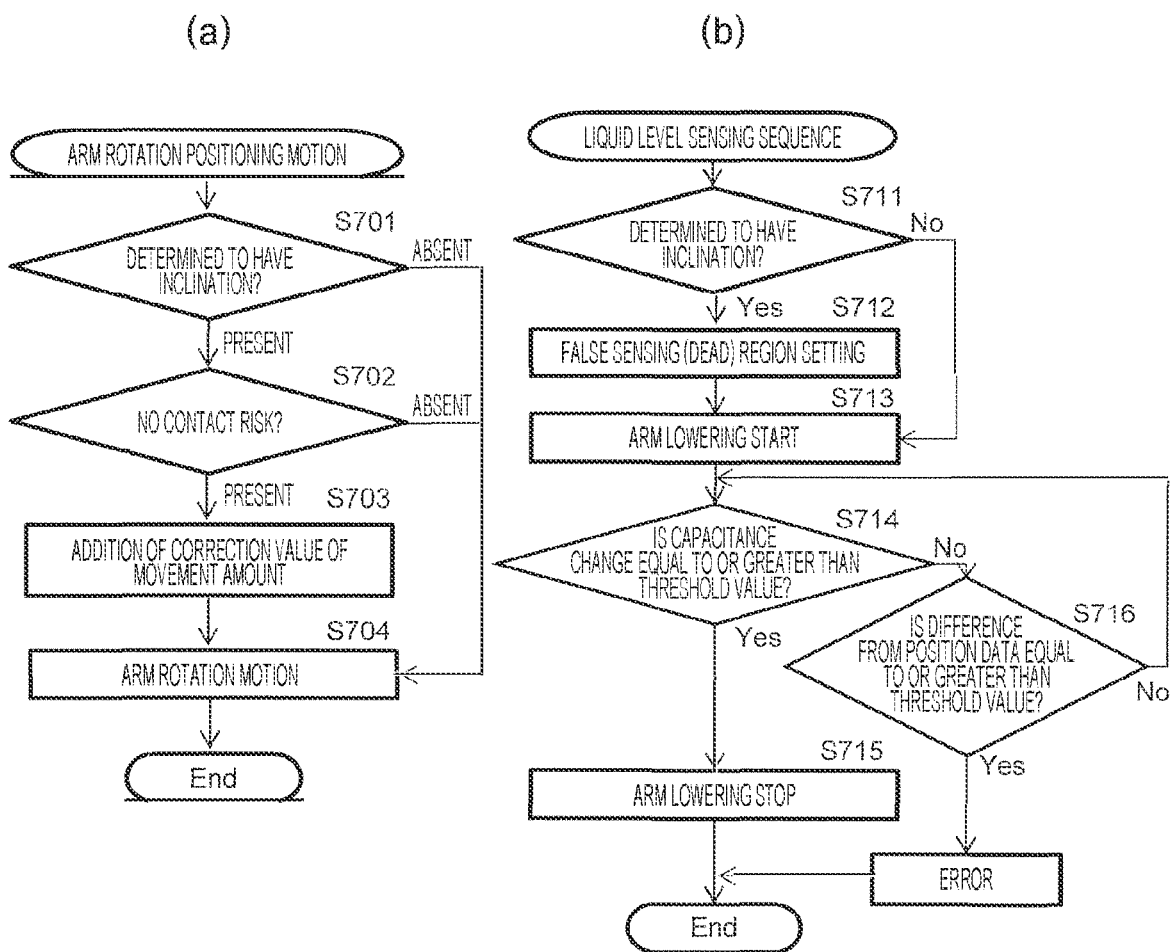 (a)
ARM ROTATION POSITIONING MOTION
S701
DETERMINED TO HAVE
INCLINATION?
ABSENT
PRESENT
S702
NO CONTACT RISK?
ABSENT
PRESENT
S703
ADDITION OF CORRECTION VALUE OF
MOVEMENT AMOUNT
S704
ARM ROTATION MOTION
End
(b)
LIQUID LEVEL SENSING SEQUENCE
S711
DETERMINED TO HAVE
INCLINATION?
No
Yes
S712
FALSE SENSING (DEAD) REGION SETTING
S713
ARM LOWERING START
S714
IS CAPACITANCE
CHANGE EQUAL TO OR GREATER THAN
THRESHOLD VALUE?
No
Yes
S716
IS DIFFERENCE
FROM POSITION DATA EQUAL
TO OR GREATER THAN
THRESHOLD VALUE?
No
Yes
S715
ARM LOWERING STOP
ERROR
End